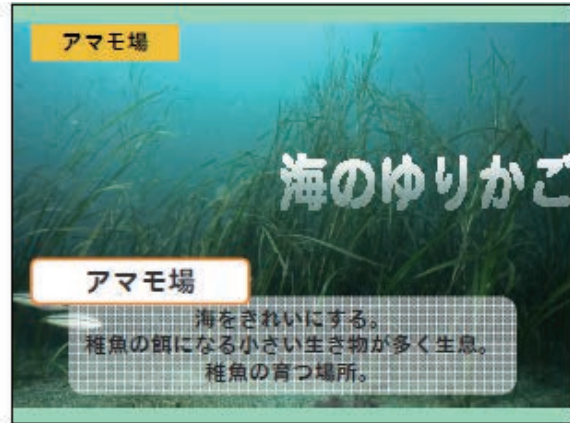 アマモ場
海のゆりかご
アマモ場
海をきれいにする。
稚魚の餌になる小さい生き物が多く生息。
稚魚の育つ場所。